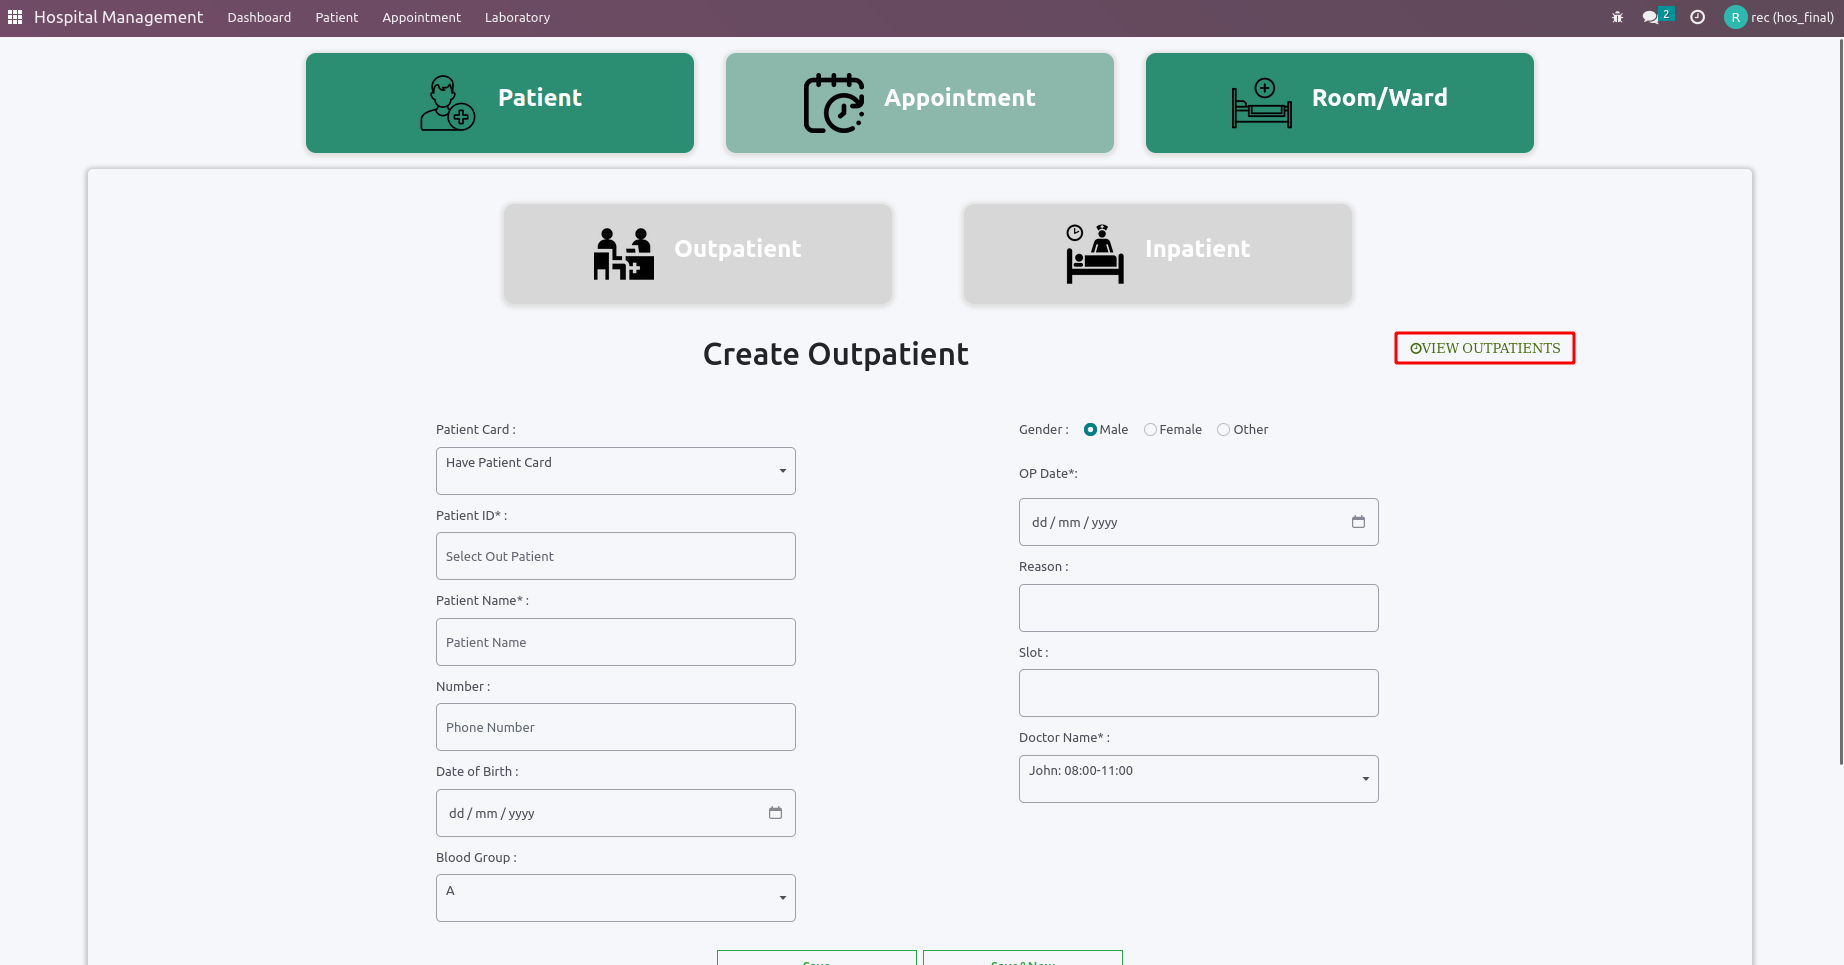 Hospital Management Dashboard Patient Appointment Laboratory 2 R rec (hos_final)
Patient Appointment Room/Ward
Outpatient Inpatient
Create Outpatient
VIEW OUTPATIENTS
Patient Card :
Have Patient Card
Patient ID* :
Select Out Patient
Patient Name* :
Patient Name
Number :
Phone Number
Date of Birth :
dd / mm / yyyy
Blood Group :
A
Gender : Male Female Other
OP Date*:
dd / mm / yyyy
Reason :
Slot :
Doctor Name* :
John: 08:00-11:00
Save Save&New